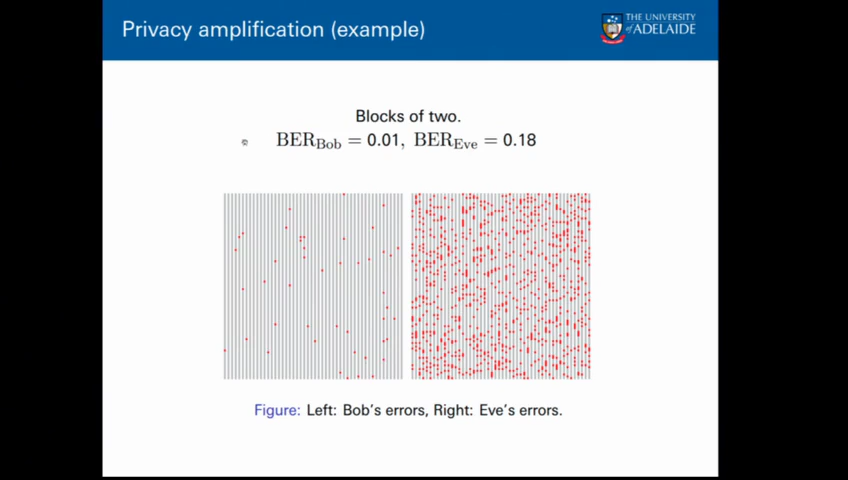 Privacy amplification (example)
THE UNIVERSITY
of ADELAIDE
Blocks of two.
BER_Bob = 0.01, BER_Eve = 0.18
Figure: Left: Bob's errors, Right: Eve's errors.